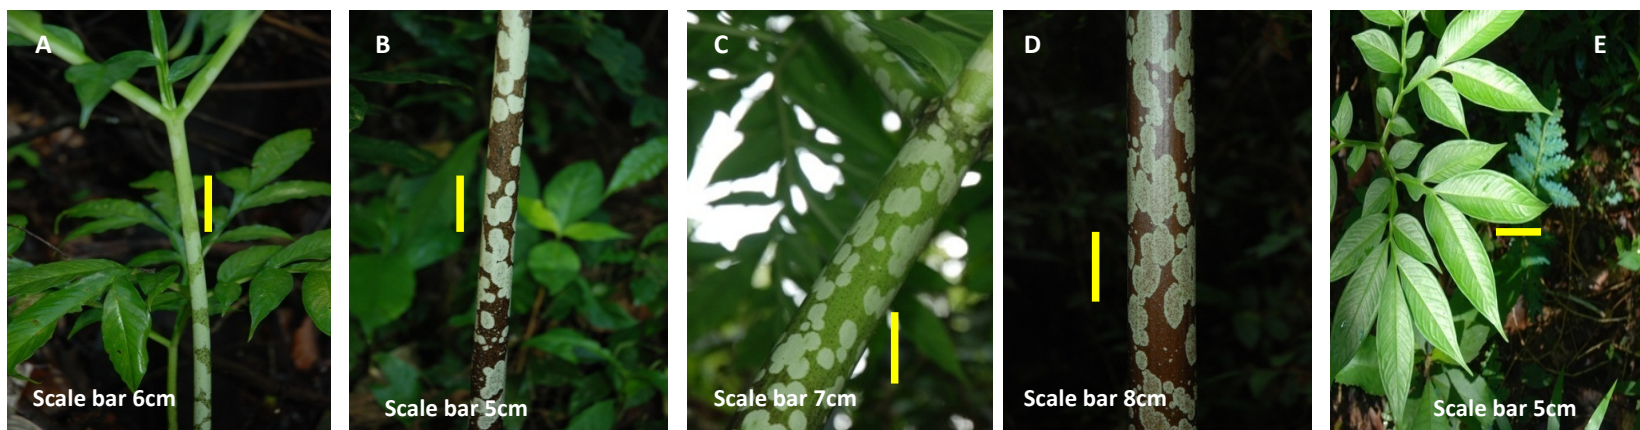 A
B
C
D
E
Scale bar 6cm
Scale bar 5cm
Scale bar 7cm
Scale bar 8cm
Scale bar 5cm